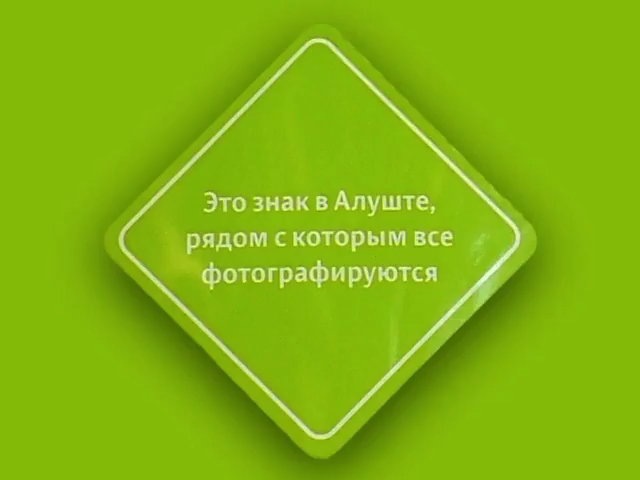 Это знак в Алуште,
рядом с которым все
фотографируются